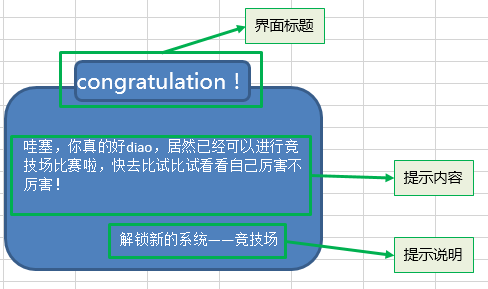 界面标题
congratulation！
哇塞，你真的好diao，居然已经可以进行竞
技场比赛啦，快去比试比试看看自己厉害不
厉害！
提示内容
解锁新的系统——竞技场
提示说明